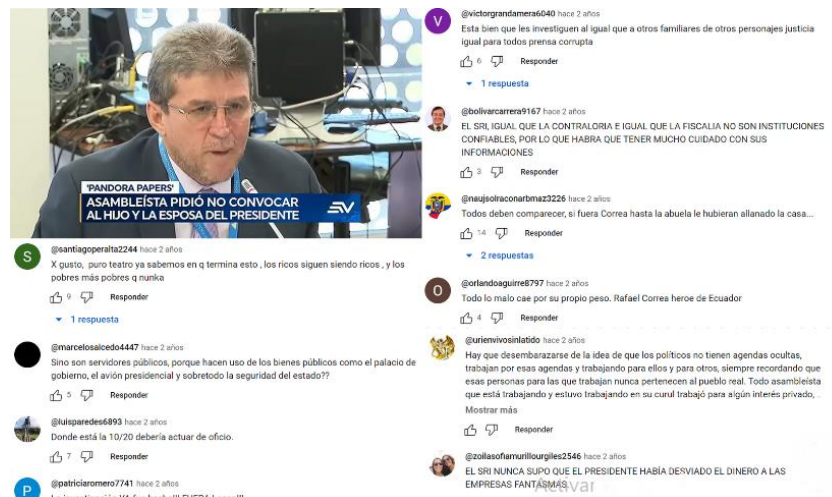 'PANDORA PAPERS'
ASAMBLEÍSTA PIDIÓ NO CONVOCAR
AL HIJO Y LA ESPOSA DEL PRESIDENTE
@santiagoperalta2244 hace 2 años
X gusto, puro teatro ya sabemos en q termina esto , los ricos siguen siendo ricos , y los
pobres más pobres q nunka
9 Responder
1 respuesta
@marcelosalcedo4447 hace 2 años
Sino son servidores públicos, porque hacen uso de los bienes públicos como el palacio de
gobierno, el avión presidencial y sobretodo la seguridad del estado??
5 Responder
@luisparedes6893 hace 2 años
Donde está la 10/20 debería actuar de oficio.
7 Responder
@patriciaromero7741 hace 2 años
V
@victorgrandamera6040 hace 2 años
Esta bien que les investiguen al igual que a otros familiares de otros personajes justicia
igual para todos prensa corrupta
6 Responder
1 respuesta
@bolivarcarrera9167 hace 2 años
EL SRI, IGUAL QUE LA CONTRALORIA E IGUAL QUE LA FISCALIA NO SON INSTITUCIONES
CONFIABLES, POR LO QUE HABRA QUE TENER MUCHO CUIDADO CON SUS
INFORMACIONES
3 Responder
@naujsolraconarbmaz3226 hace 2 años
Todos deben comparecer, si fuera Correa hasta la abuela le hubieran allanado la casa...
14 Responder
2 respuestas
@orlandoaguirre8797 hace 2 años
Todo lo malo cae por su propio peso. Rafael Correa heroe de Ecuador
4 Responder
@urienvivosinlatido hace 2 años
Hay que desembarazarse de la idea de que los políticos no tienen agendas ocultas,
trabajan por esas agendas y trabajando para ellos y para otros, siempre recordando que
esas personas para las que trabajan nunca pertenecen al pueblo real. Todo asambleísta
que está trabajando y estuvo trabajando en su curul trabajó para algún interés privado,
Mostrar más
Responder
@zoilasofiamurillourgiles2546 hace 2 años
EL SRI NUNCA SUPO QUE EL PRESIDENTE HABÍA DESVIADO EL DINERO A LAS
EMPRESAS FANTASMAS
Activar